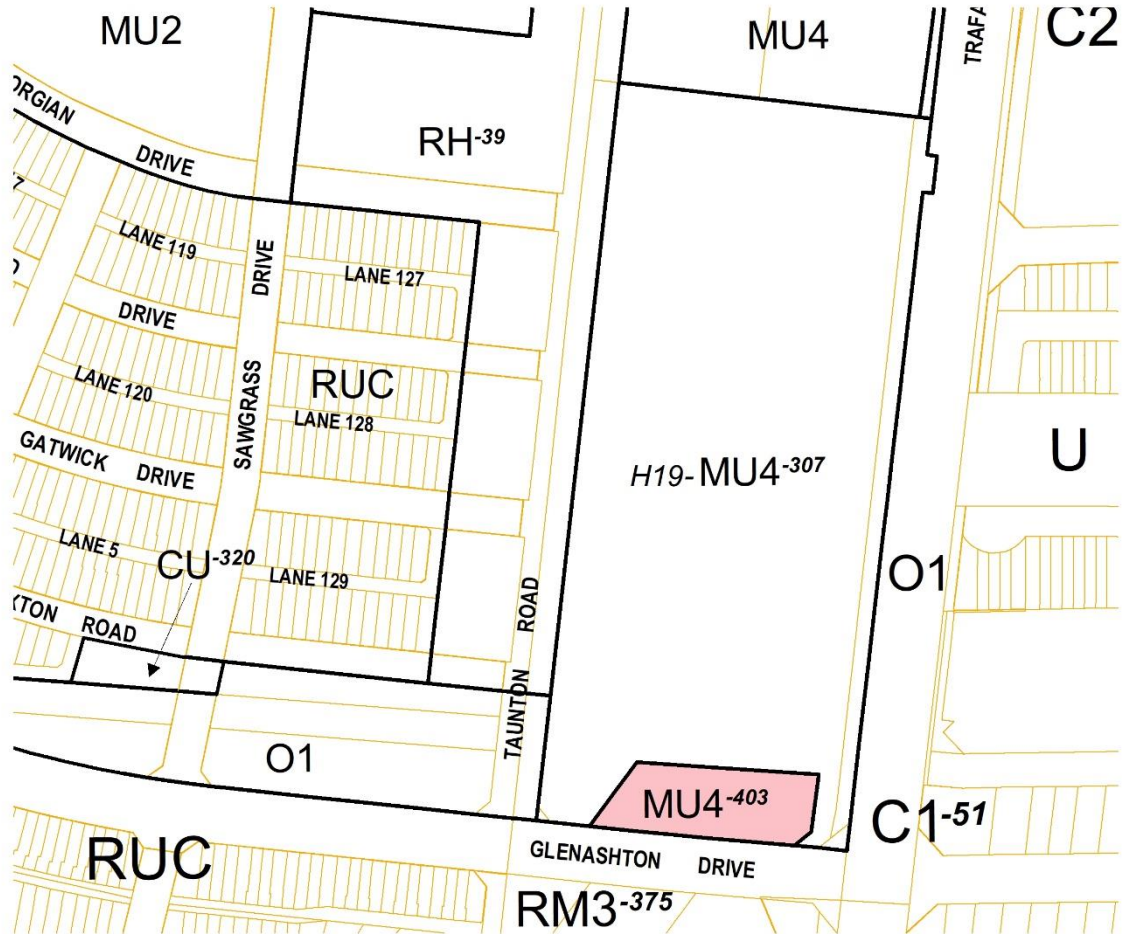 MU2
MU4
TRAFA
C2
ORGIAN DRIVE
RH-39
LANE 119
DRIVE
LANE 127
DRIVE
SAWGRASS
LANE 120
RUC
LANE 128
GATWICK DRIVE
H19-MU4-307
U
LANE 5
CU-320
LANE 129
O1
XTON ROAD
TAUNTON ROAD
O1
MU4-403
C1-51
GLENASHTON DRIVE
RUC
RM3-375